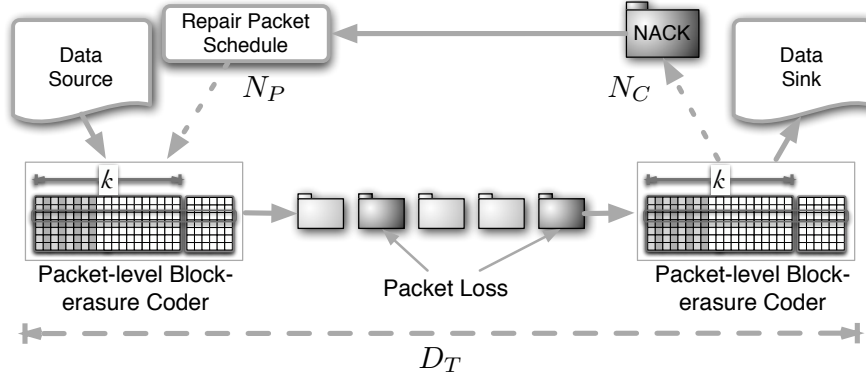 Data
Source
Repair Packet
Schedule
NACK
Data
Sink
N_P
N_C
k
k
Packet-level Block-
erasure Coder
Packet Loss
Packet-level Block-
erasure Coder
D_T